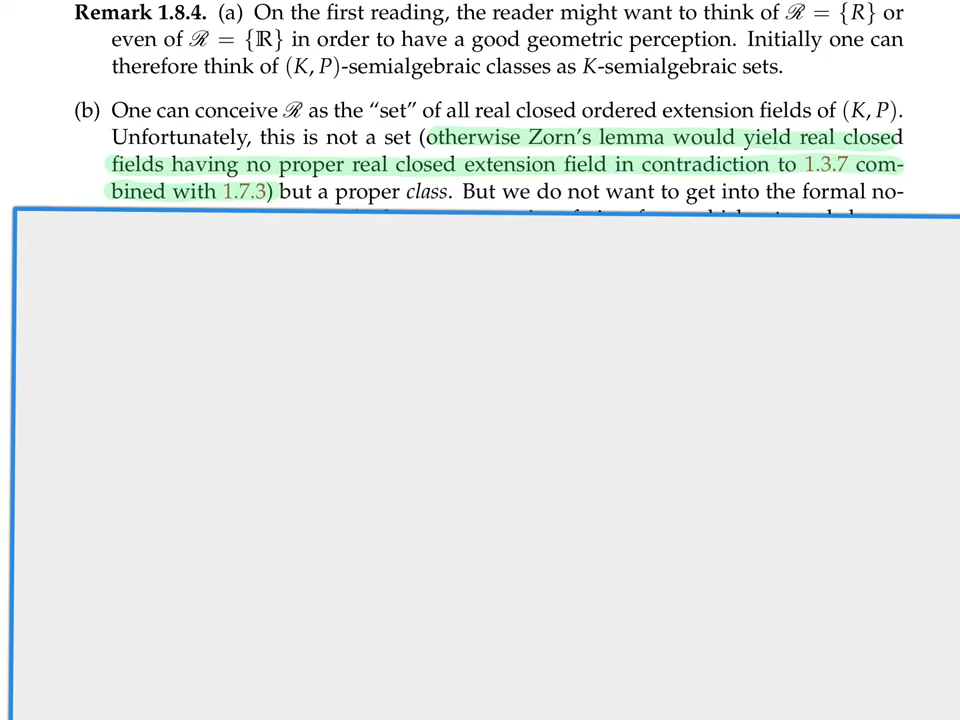 Remark 1.8.4. (a) On the first reading, the reader might want to think of ℛ = {R} or
even of ℛ = {ℝ} in order to have a good geometric perception. Initially one can
therefore think of (K, P)-semialgebraic classes as K-semialgebraic sets.
(b) One can conceive ℛ as the “set” of all real closed ordered extension fields of (K, P).
Unfortunately, this is not a set (otherwise Zorn’s lemma would yield real closed
fields having no proper real closed extension field in contradiction to 1.3.7 com-
bined with 1.7.3) but a proper class. But we do not want to get into the formal no-